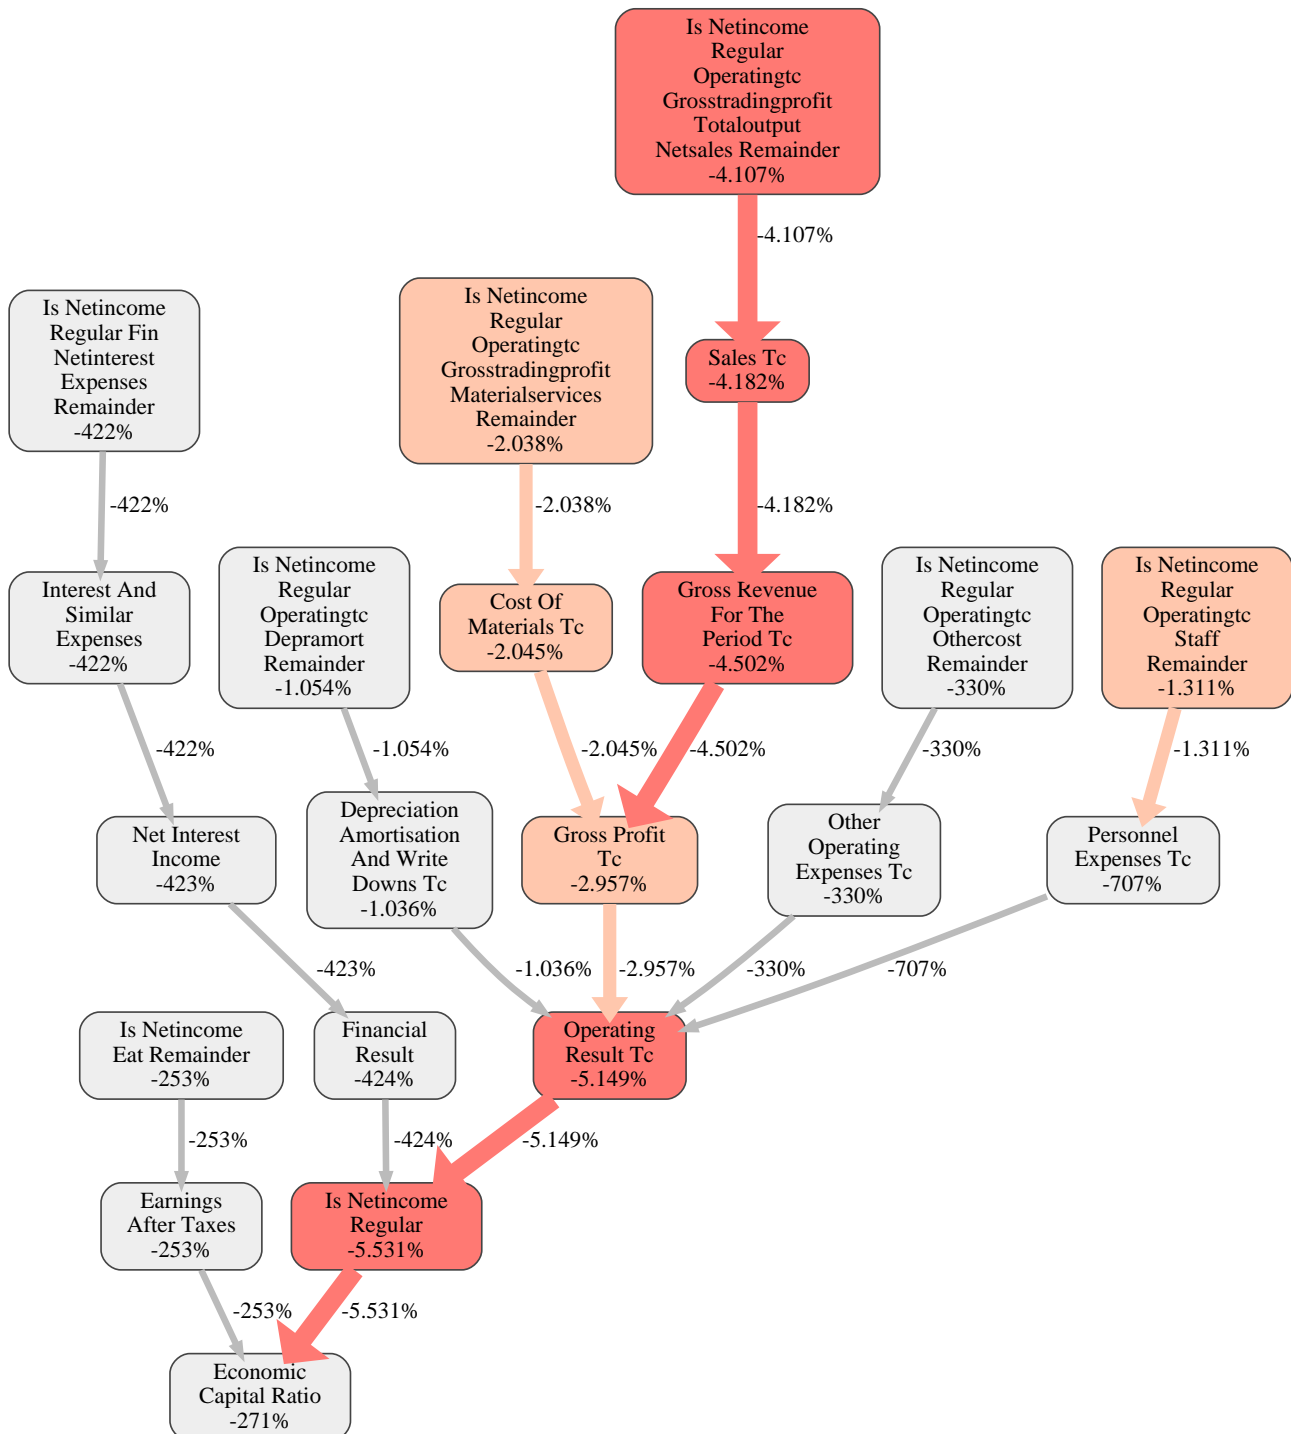 Is Netincome
Regular
Operatingtc
Grosstradingprofit
Totaloutput
Netsales Remainder
-4.107%
-4.107%
Is Netincome
Regular Fin
Netinterest
Expenses
Remainder
-422%
Is Netincome
Regular
Operatingtc
Grosstradingprofit
Materialservices
Remainder
-2.038%
Sales Tc
-4.182%
-422%
-2.038%
-4.182%
Interest And
Similar
Expenses
-422%
Is Netincome
Regular
Operatingtc
Depramort
Remainder
-1.054%
Cost Of
Materials Tc
-2.045%
Gross Revenue
For The
Period Tc
-4.502%
Is Netincome
Regular
Operatingtc
Othercost
Remainder
-330%
Is Netincome
Regular
Operatingtc
Staff
Remainder
-1.311%
-422%
-1.054%
-2.045%
-4.502%
-330%
-1.311%
Net Interest
Income
-423%
Depreciation
Amortisation
And Write
Downs Tc
-1.036%
Gross Profit
Tc
-2.957%
Other
Operating
Expenses Tc
-330%
Personnel
Expenses Tc
-707%
-423%
-1.036%
-2.957%
-330%
-707%
Is Netincome
Eat Remainder
-253%
Financial
Result
-424%
Operating
Result Tc
-5.149%
-253%
-424%
-5.149%
Earnings
After Taxes
-253%
Is Netincome
Regular
-5.531%
-253%
-5.531%
Economic
Capital Ratio
-271%